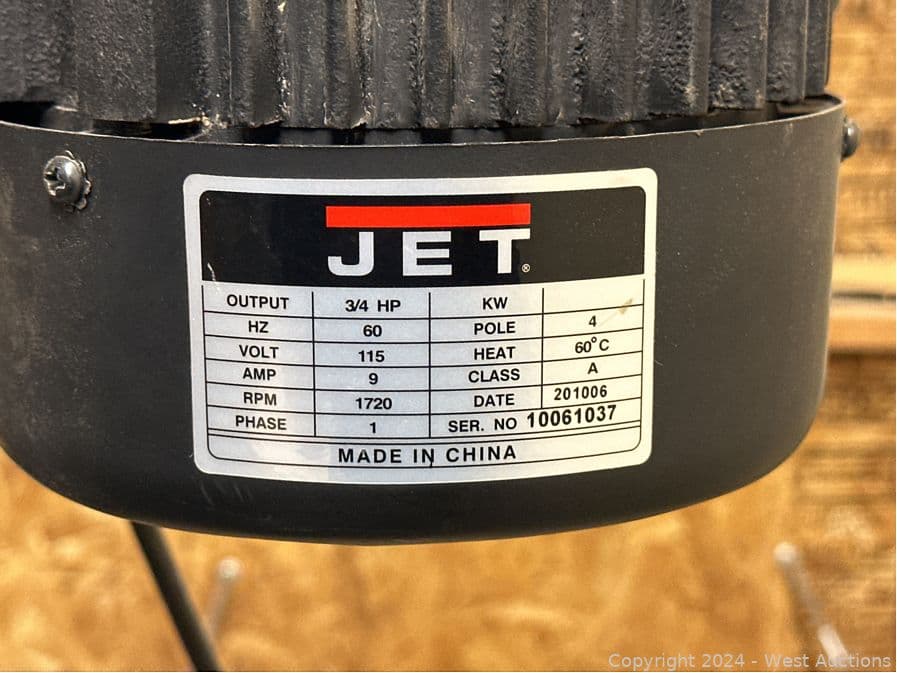 JET®
OUTPUT 3/4 HP KW
HZ 60 POLE 4
VOLT 115 HEAT 60°C
AMP 9 CLASS A
RPM 1720 DATE 201006
PHASE 1 SER. NO 10061037
MADE IN CHINA
Copyright 2024 - West Auctions